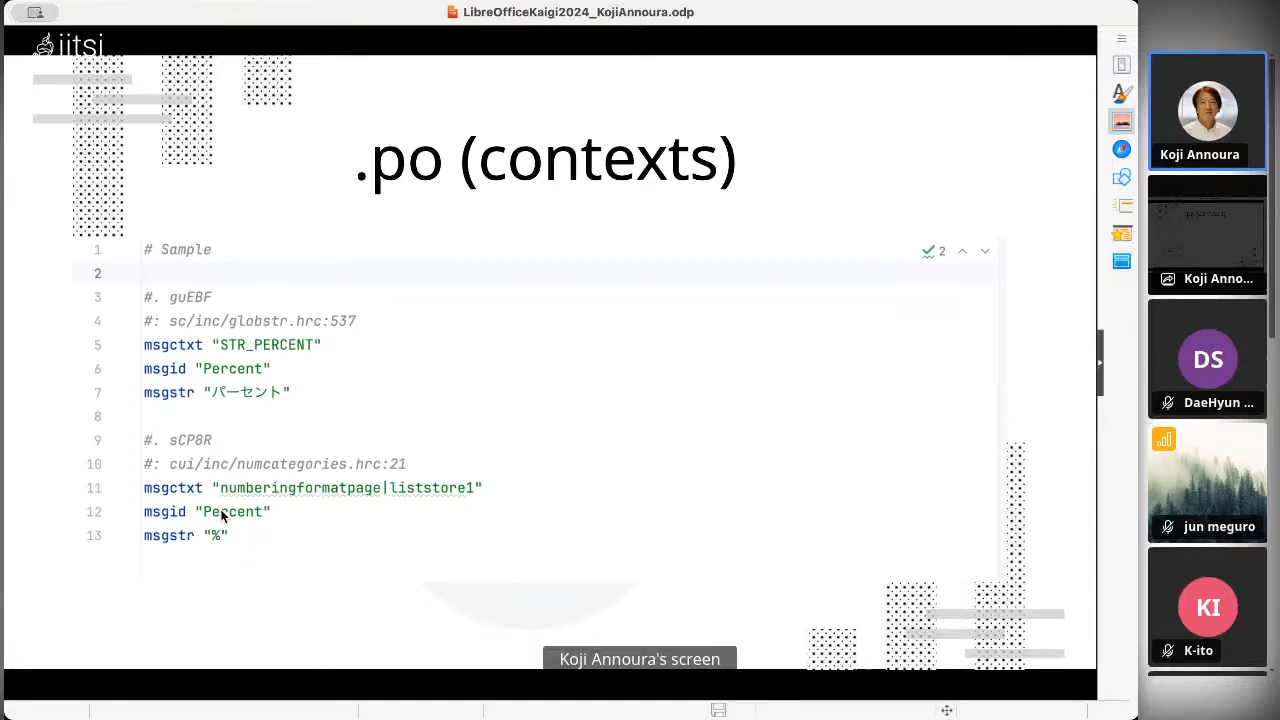 LibreOfficeKaigi2024_KojiAnnoura.odp
jitsi
.po (contexts)
1 # Sample
2
2
3 #. guEBF
4 #: sc/inc/globstr.hrc:537
5 msgctxt "STR_PERCENT"
6 msgid "Percent"
7 msgstr "パーセント"
8
9 #. sCP8R
10 #: cui/inc/numcategories.hrc:21
11 msgctxt "numberingformatpage|liststore1"
12 msgid "Percent"
13 msgstr "%"
Koji Annoura's screen
Koji Annoura
.po (contexts)
Koji Anno...
DS
DaeHyun ...
jun meguro
KI
K-ito